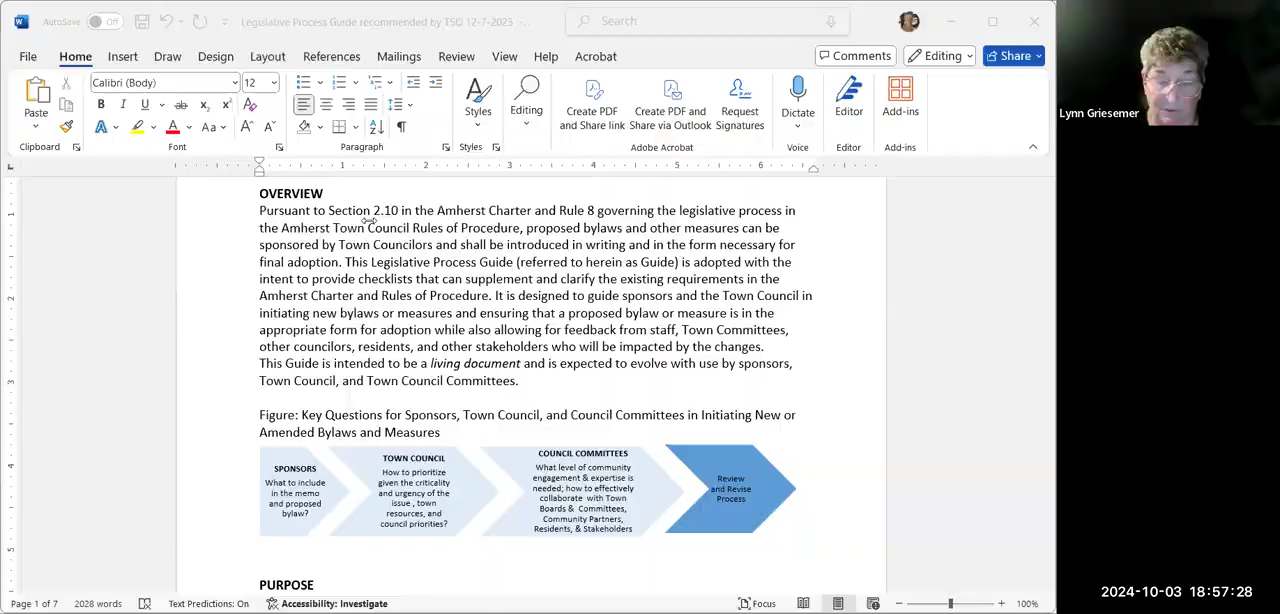 AutoSave Off Legislative Process Guide recommended by TSO 12-7-2023 - Search
File Home Insert Draw Design Layout References Mailings Review View Help Acrobat Comments Editing Share
Calibri (Body) 12
Paste Styles Editing Create PDF and Share link Create PDF and Share via Outlook Request Signatures Dictate Editor Add-ins
Clipboard Font Paragraph Styles Adobe Acrobat Voice Editor Add-ins
Lynn Griesemer
OVERVIEW
Pursuant to Section 2.10 in the Amherst Charter and Rule 8 governing the legislative process in
the Amherst Town Council Rules of Procedure, proposed bylaws and other measures can be
sponsored by Town Councilors and shall be introduced in writing and in the form necessary for
final adoption. This Legislative Process Guide (referred to herein as Guide) is adopted with the
intent to provide checklists that can supplement and clarify the existing requirements in the
Amherst Charter and Rules of Procedure. It is designed to guide sponsors and the Town Council in
initiating new bylaws or measures and ensuring that a proposed bylaw or measure is in the
appropriate form for adoption while also allowing for feedback from staff, Town Committees,
other councilors, residents, and other stakeholders who will be impacted by the changes.
This Guide is intended to be a living document and is expected to evolve with use by sponsors,
Town Council, and Town Council Committees.
Figure: Key Questions for Sponsors, Town Council, and Council Committees in Initiating New or
Amended Bylaws and Measures
SPONSORS
What to include
in the memo
and proposed
bylaw?
TOWN COUNCIL
How to prioritize
given the criticality
and urgency of the
issue , town
resources, and
council priorities?
COUNCIL COMMITTEES
What level of community
engagement & expertise is
needed; how to effectively
collaborate with Town
Boards & Committees,
Community Partners,
Residents, & Stakeholders
Review
and Revise
Process
PURPOSE
Page 1 of 7 2028 words Text Predictions: On Accessibility: Investigate Focus 100%
2024-10-03 18:57:28